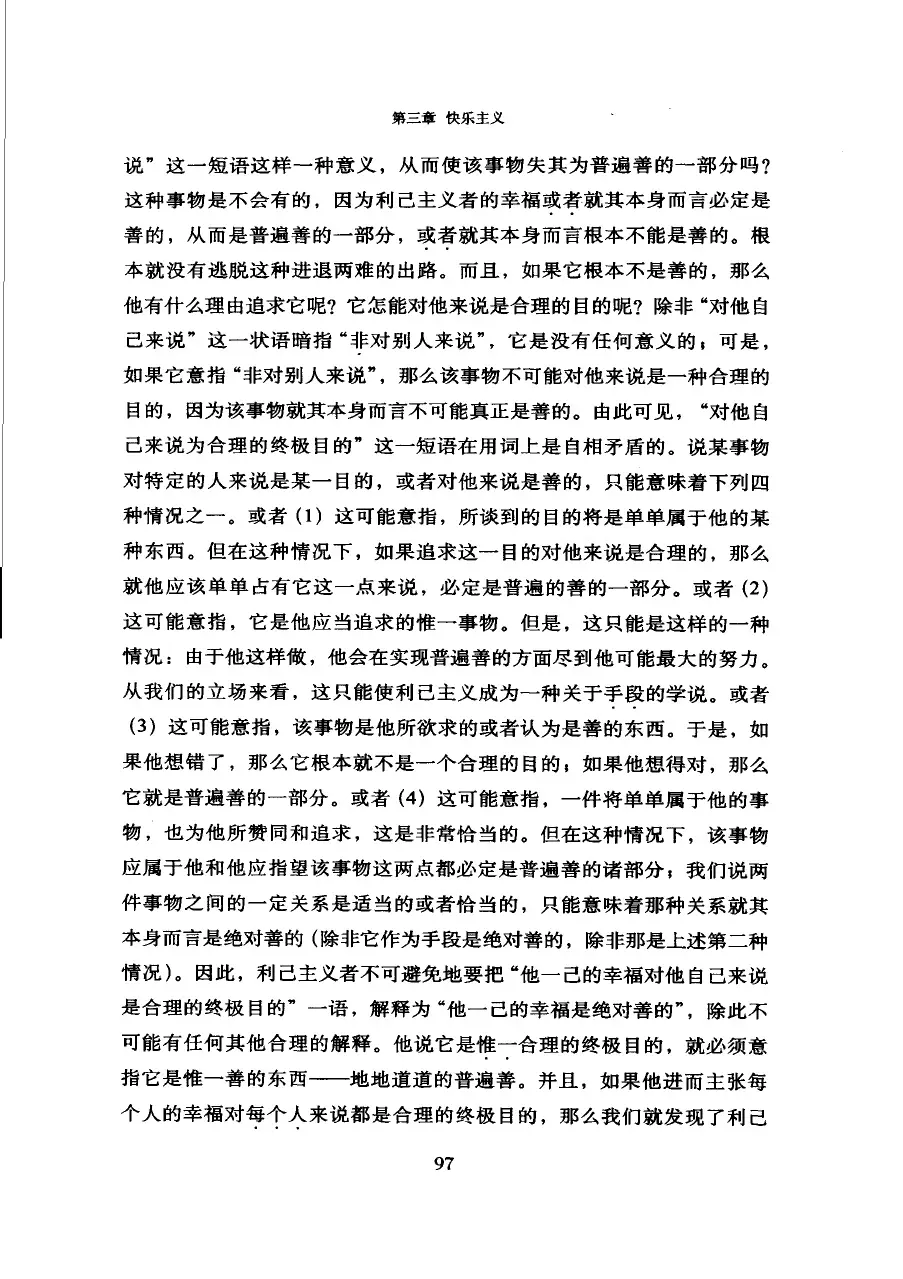 第三章 快乐主义
说”这一短语这样一种意义，从而使该事物失其为普遍善的一部分吗？
这种事物是不会有的，因为利己主义者的幸福或者就其本身而言必定是
善的，从而是普遍善的一部分，或者就其本身而言根本不能是善的。根
本就没有逃脱这种进退两难的出路。而且，如果它根本不是善的，那么
他有什么理由追求它呢？它怎能对他来说是合理的目的呢？除非“对他自
己来说”这一状语暗指“非对别人来说”，它是没有任何意义的；可是，
如果它意指“非对别人来说”，那么该事物不可能对他来说是一种合理的
目的，因为该事物就其本身而言不可能真正是善的。由此可见，“对他自
己来说为合理的终极目的”这一短语在用词上是自相矛盾的。说某事物
对特定的人来说是某一目的，或者对他来说是善的，只能意味着下列四
种情况之一。或者（1）这可能意指，所谈到的目的将是单单属于他的某
种东西。但在这种情况下，如果追求这一目的对他来说是合理的，那么
就他应该单单占有它这一点来说，必定是普遍的善的一部分。或者（2）
这可能意指，它是他应当追求的惟一事物。但是，这只能是这样的一种
情况：由于他这样做，他会在实现普遍善的方面尽到他可能最大的努力。
从我们的立场来看，这只能使利己主义成为一种关于手段的学说。或者
（3）这可能意指，该事物是他所欲求的或者认为是善的东西。于是，如
果他想错了，那么它根本就不是一个合理的目的；如果他想得对，那么
它就是普遍善的一部分。或者（4）这可能意指，一件将单单属于他的事
物，也为他所赞同和追求，这是非常恰当的。但在这种情况下，该事物
应属于他和他应指望该事物这两点都必定是普遍善的诸部分；我们说两
件事物之间的一定关系是适当的或者恰当的，只能意味着那种关系就其
本身而言是绝对善的（除非它作为手段是绝对善的，除非那是上述第二种
情况）。因此，利己主义者不可避免地要把“他一己的幸福对他自己来说
是合理的终极目的”一语，解释为“他一己的幸福是绝对善的”，除此不
可能有任何其他合理的解释。他说它是惟一合理的终极目的，就必须意
指它是惟一善的东西——地地道道的普遍善。并且，如果他进而主张每
个人的幸福对每个人来说都是合理的终极目的，那么我们就发现了利己
97